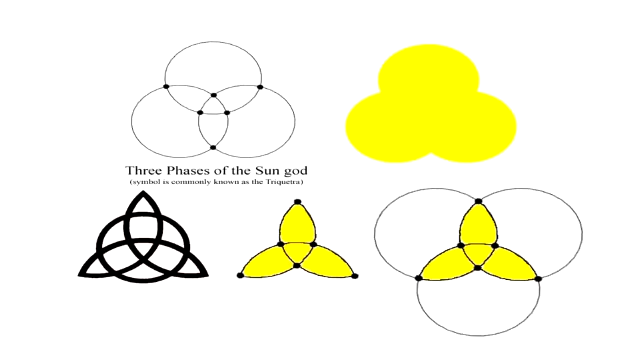 Three Phases of the Sun god
(symbol is commonly known as the Triquetra)